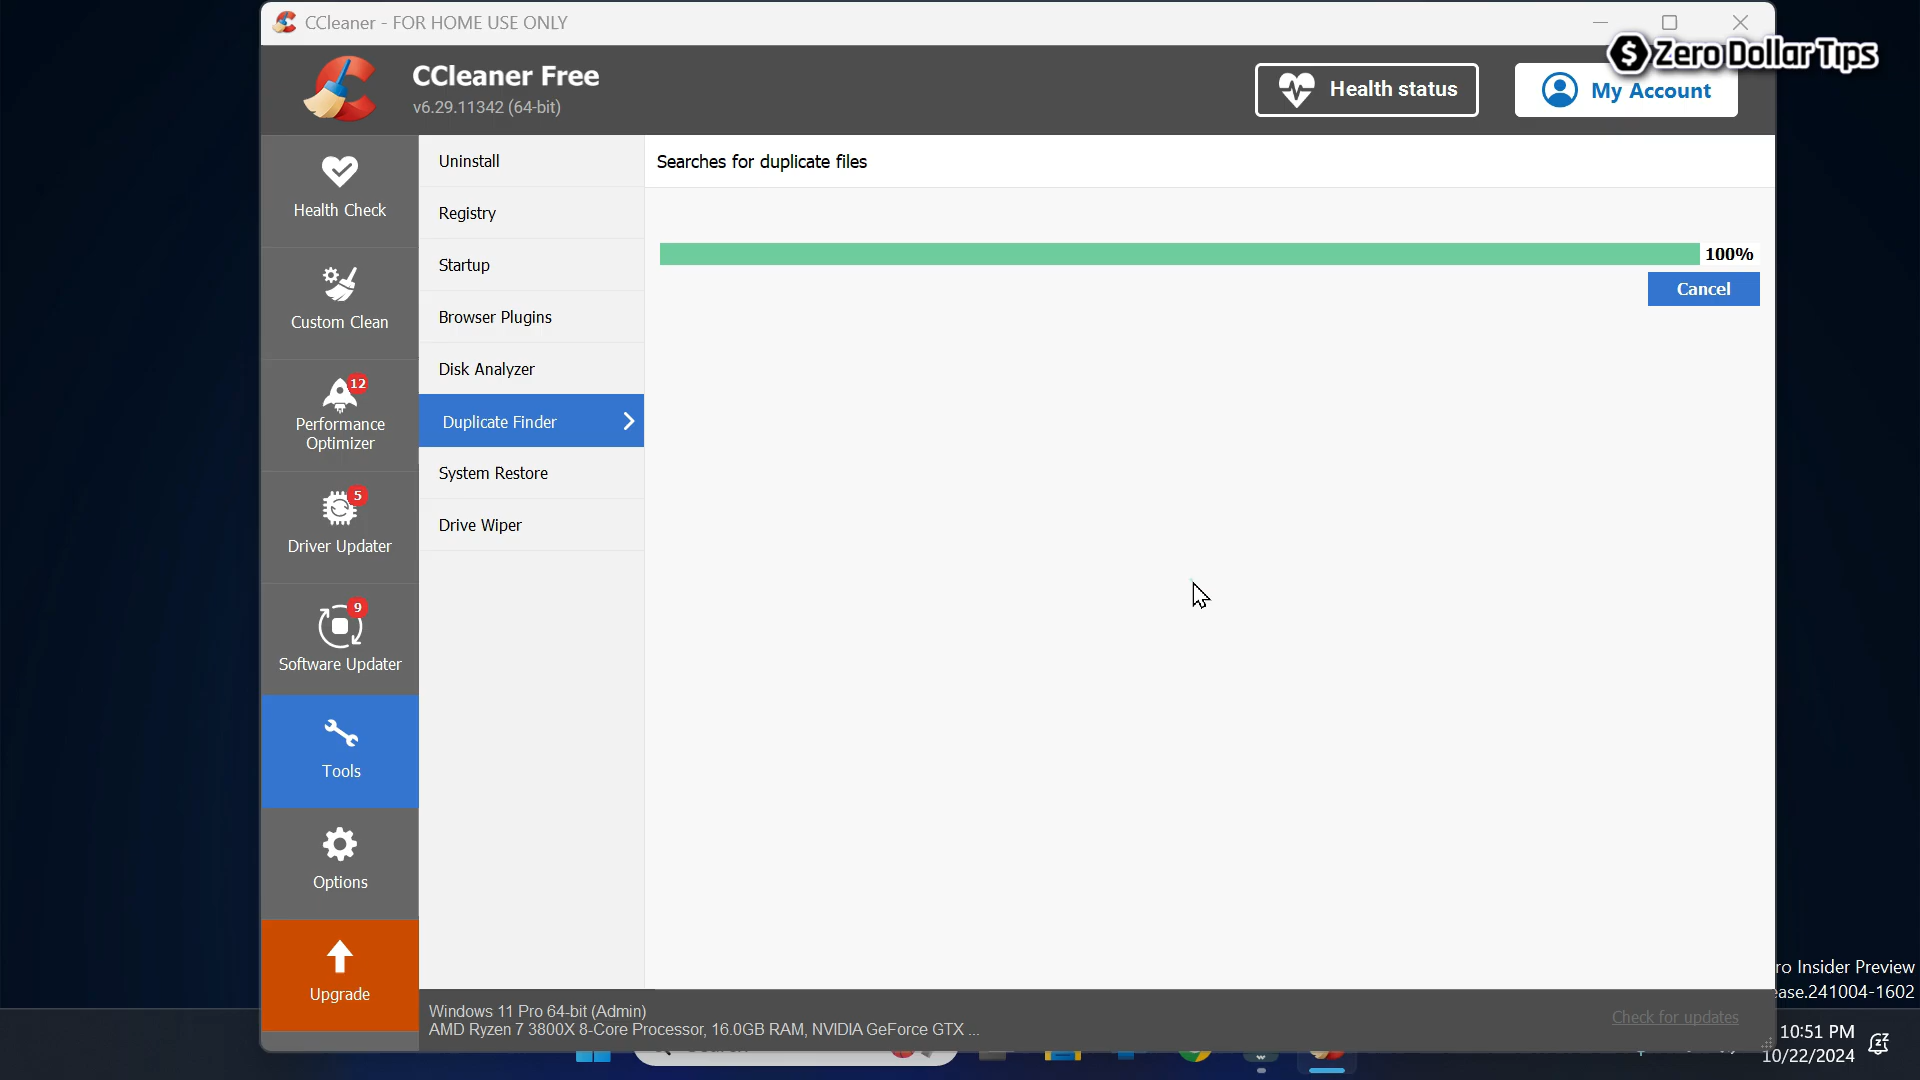 CCleaner - FOR HOME USE ONLY
Zero Dollar Tips
CCleaner Free
v6.29.11342 (64-bit)
Health status
My Account
Health Check
Custom Clean
12
Performance
Optimizer
5
Driver Updater
9
Software Updater
Tools
Options
Upgrade
Uninstall
Registry
Startup
Browser Plugins
Disk Analyzer
Duplicate Finder
System Restore
Drive Wiper
Searches for duplicate files
100%
Cancel
Windows 11 Pro 64-bit (Admin)
AMD Ryzen 7 3800X 8-Core Processor, 16.0GB RAM, NVIDIA GeForce GTX ...
Check for updates
ro Insider Preview
ease.241004-1602
10:51 PM
10/22/2024